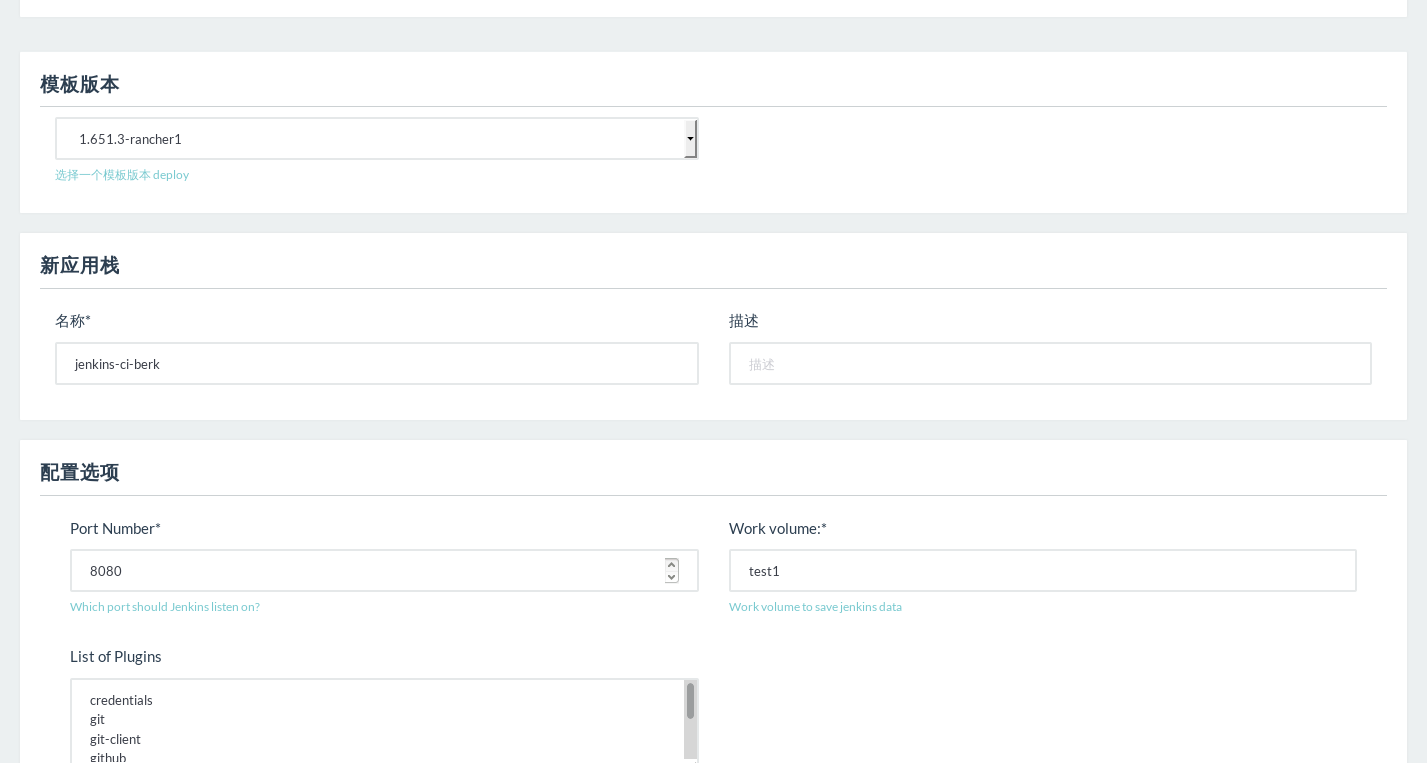 模板版本
1.651.3-rancher1
选择一个模板版本 deploy
新应用栈
名称* 描述
jenkins-ci-berk 描述
配置选项
Port Number* Work volume:*
8080 test1
Which port should Jenkins listen on? Work volume to save jenkins data
List of Plugins
credentials
git
git-client
github